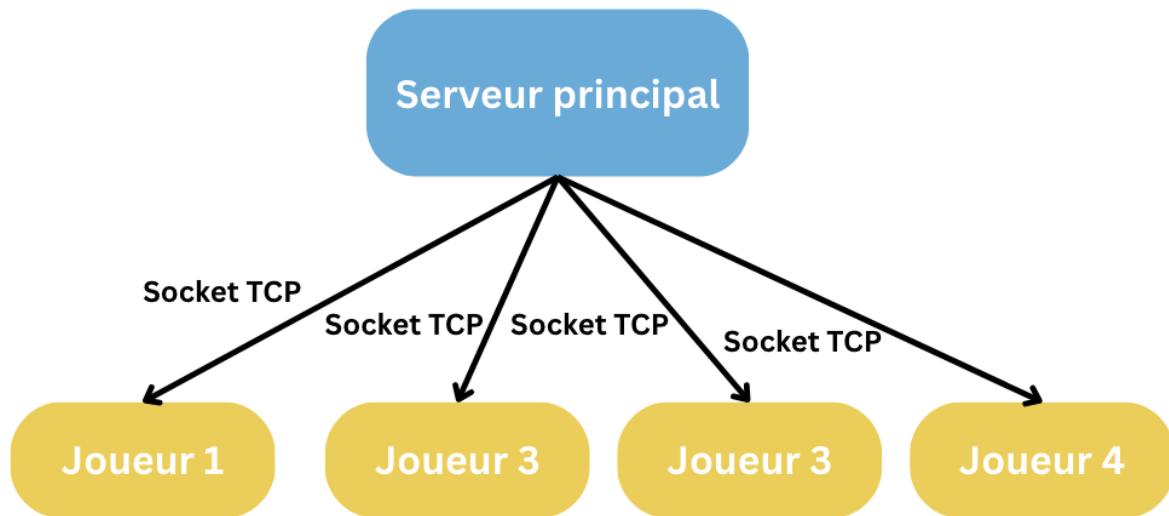 Serveur principal
Socket TCP
Socket TCP
Socket TCP
Socket TCP
Joueur 1
Joueur 3
Joueur 3
Joueur 4